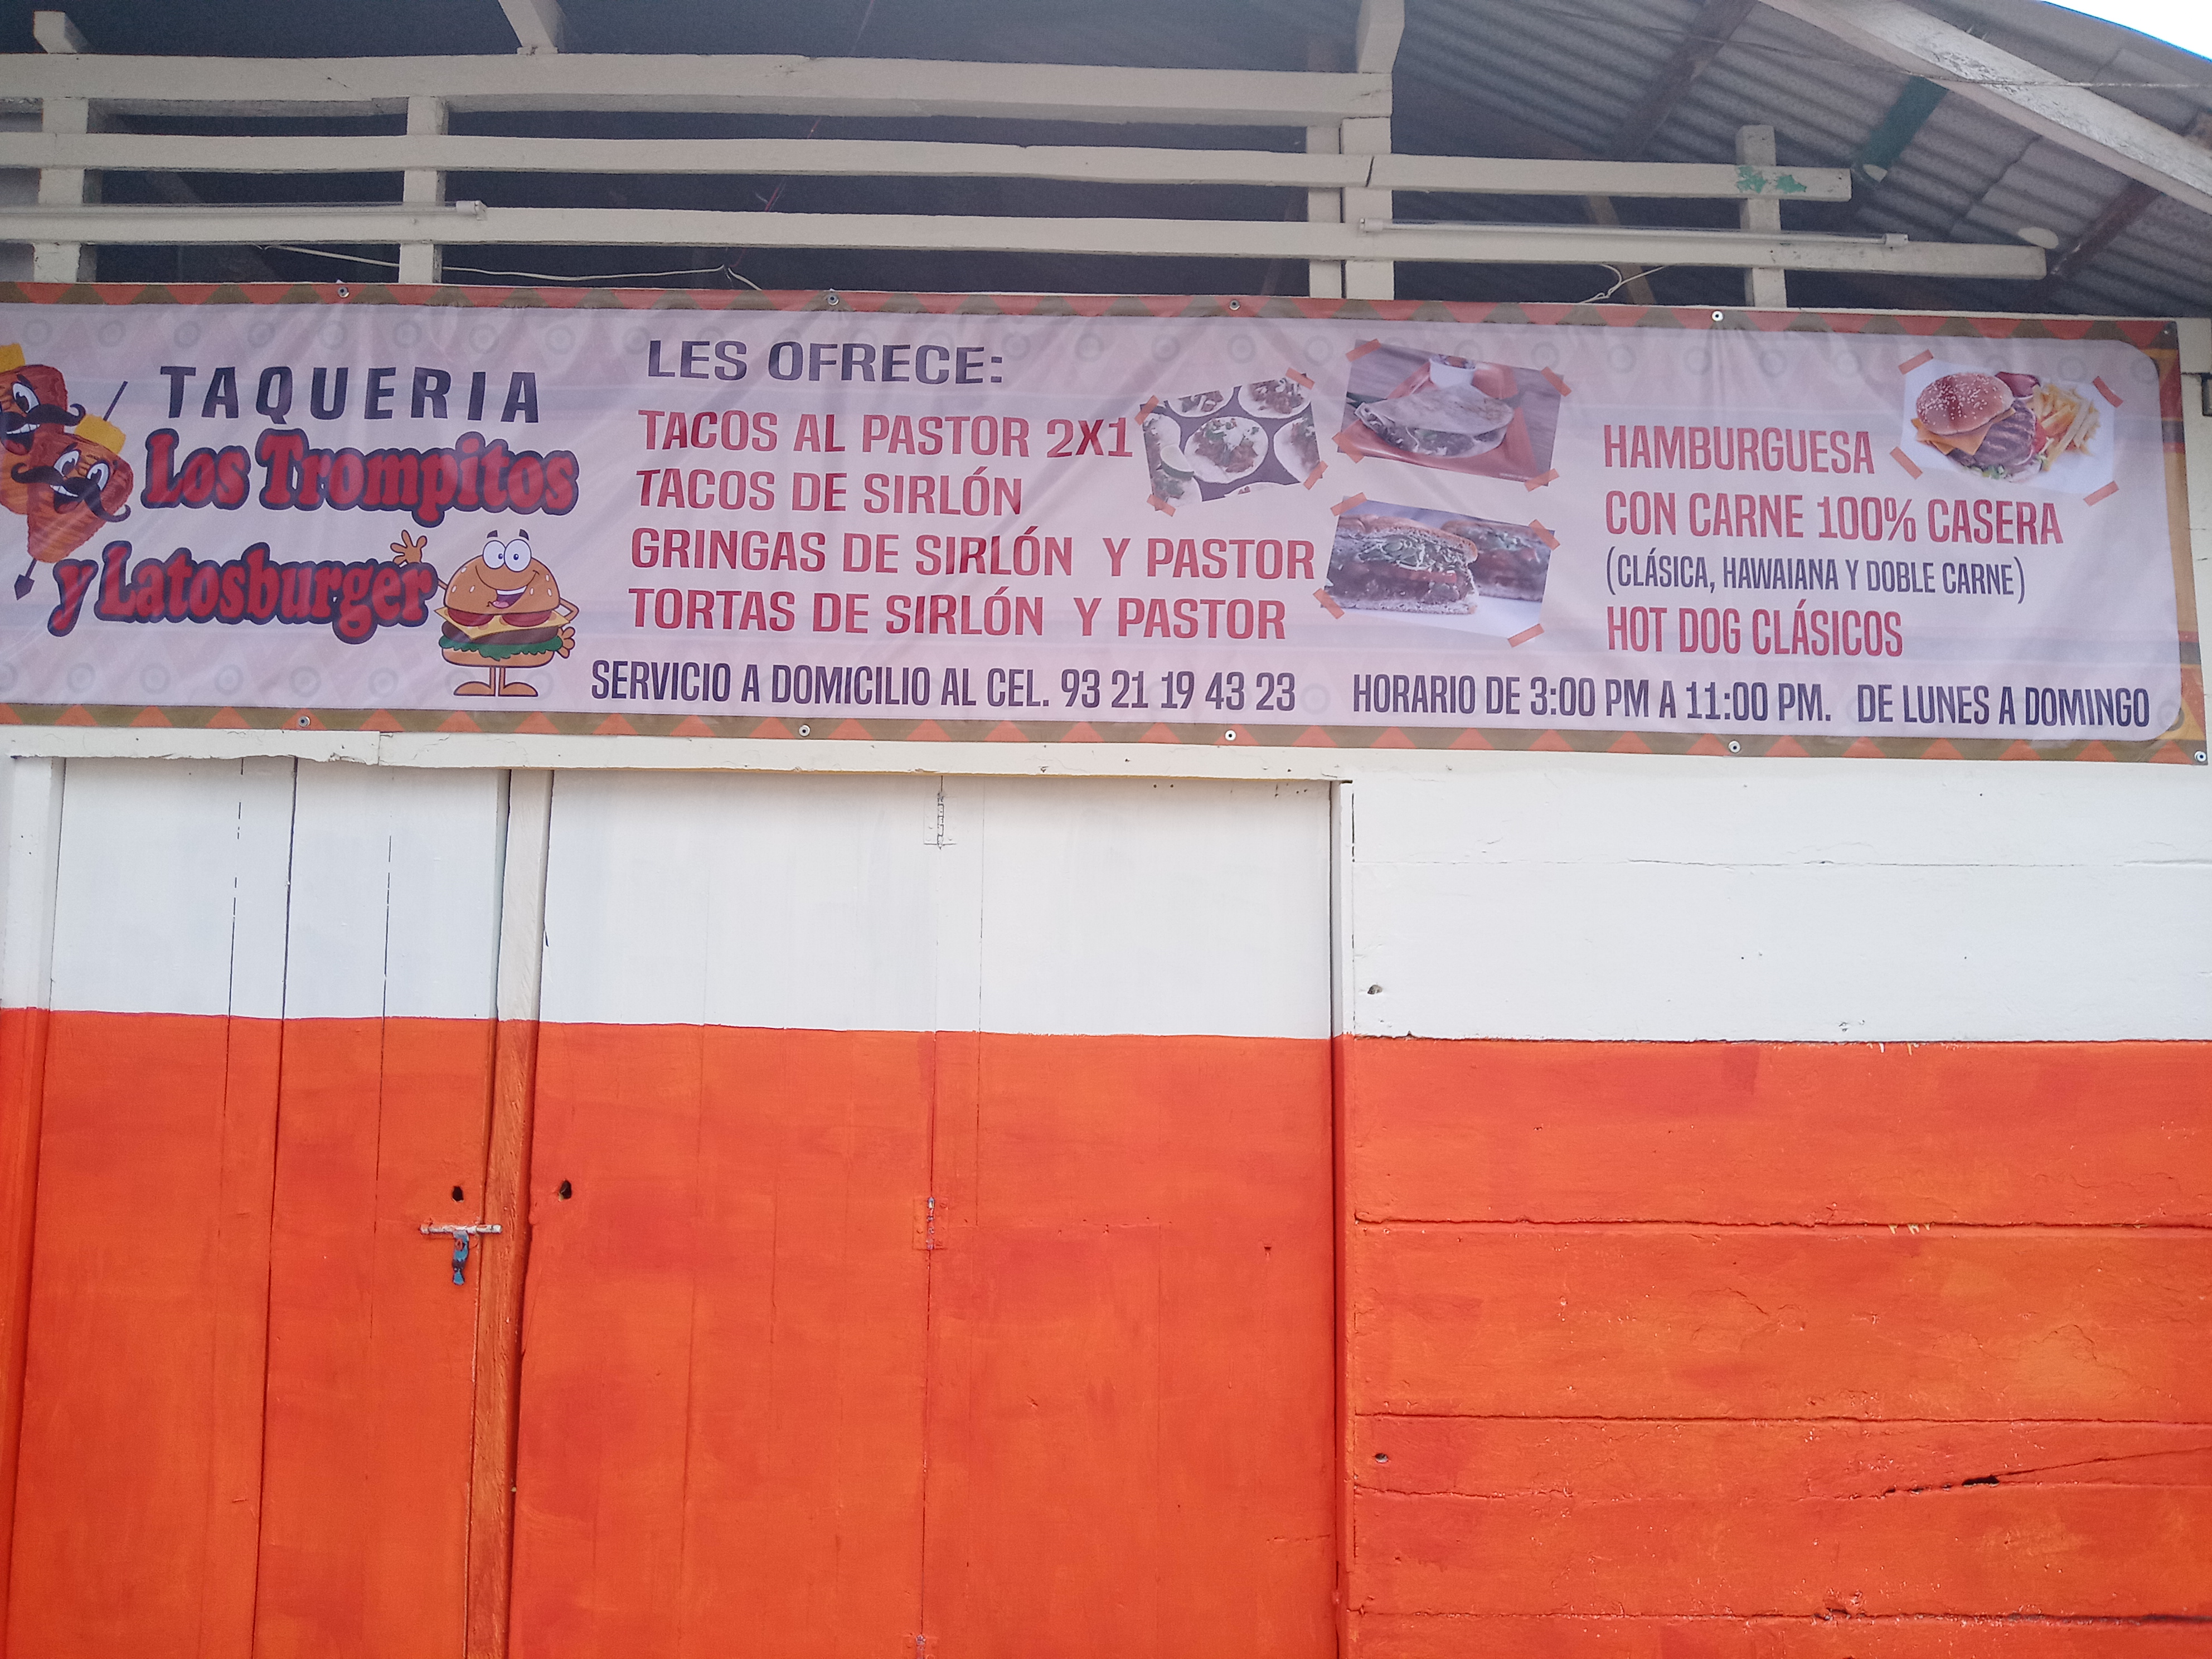 TAQUERIA
Los Trompitos
y Latosburger
LES OFRECE:
TACOS AL PASTOR 2X1
TACOS DE SIRLÓN
GRINGAS DE SIRLÓN Y PASTOR
TORTAS DE SIRLÓN Y PASTOR
HAMBURGUESA
CON CARNE 100% CASERA
(CLÁSICA, HAWAIANA Y DOBLE CARNE)
HOT DOG CLÁSICOS
SERVICIO A DOMICILIO AL CEL. 93 21 19 43 23
HORARIO DE 3:00 PM A 11:00 PM. DE LUNES A DOMINGO